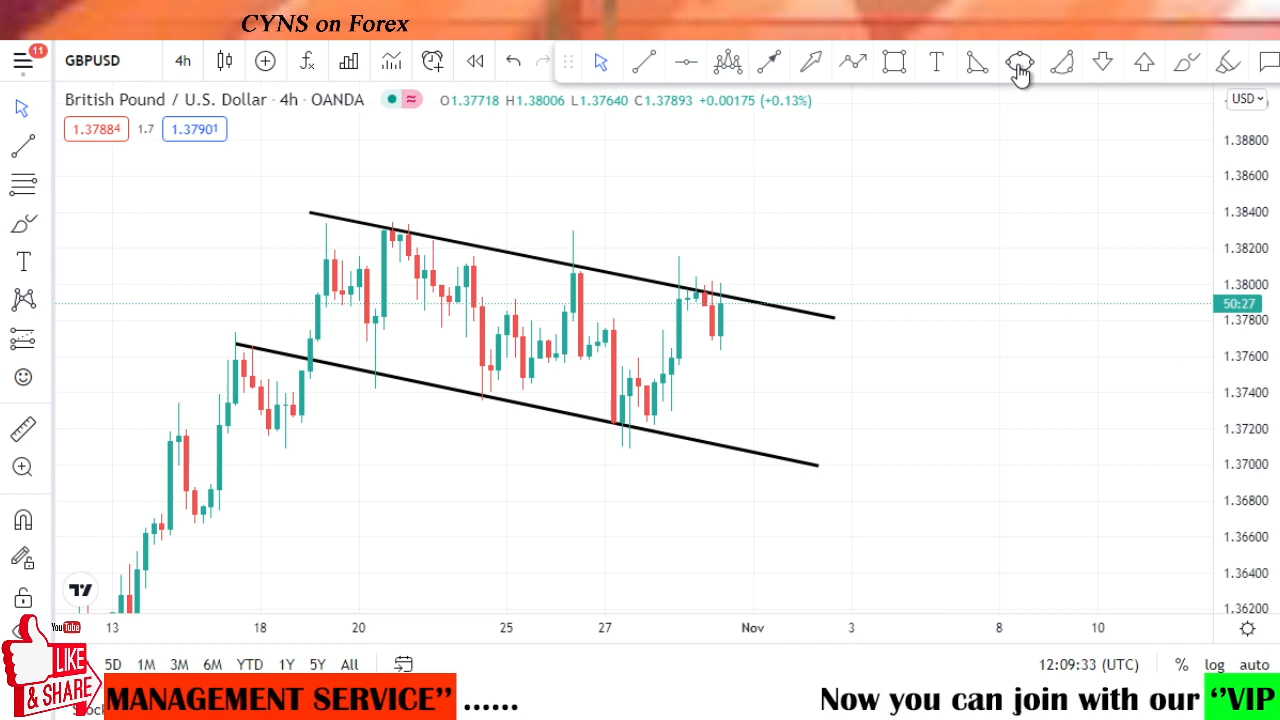 CYNS on Forex
11
GBPUSD 4h
British Pound / U.S. Dollar · 4h · OANDA O1.37718 H1.38006 L1.37640 C1.37893 +0.00175 (+0.13%)
USD
1.37884 1.7 1.37901
1.38800
1.38600
1.38400
1.38200
1.38000
50:27
1.37800
1.37600
1.37400
1.37200
1.37000
1.36800
1.36600
1.36400
1.36200
13 18 20 25 27 Nov 3 8 10
You Tube
LIKE
& SHARE
5D 1M 3M 6M YTD 1Y 5Y All 12:09:33 (UTC) % log auto
MANAGEMENT SERVICE’’ ...... Now you can join with our ‘’VIP